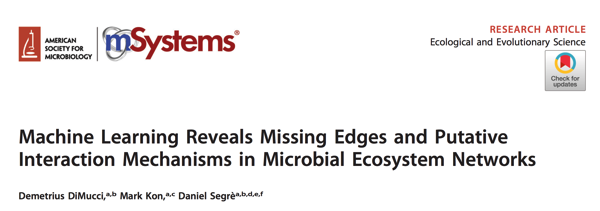 RESEARCH ARTICLE
Ecological and Evolutionary Science
AMERICAN
SOCIETY FOR
MICROBIOLOGY
mSystems®
Check for
updates
Machine Learning Reveals Missing Edges and Putative
Interaction Mechanisms in Microbial Ecosystem Networks
Demetrius DiMucci,a,b Mark Kon,a,c Daniel Segrèa,b,d,e,f